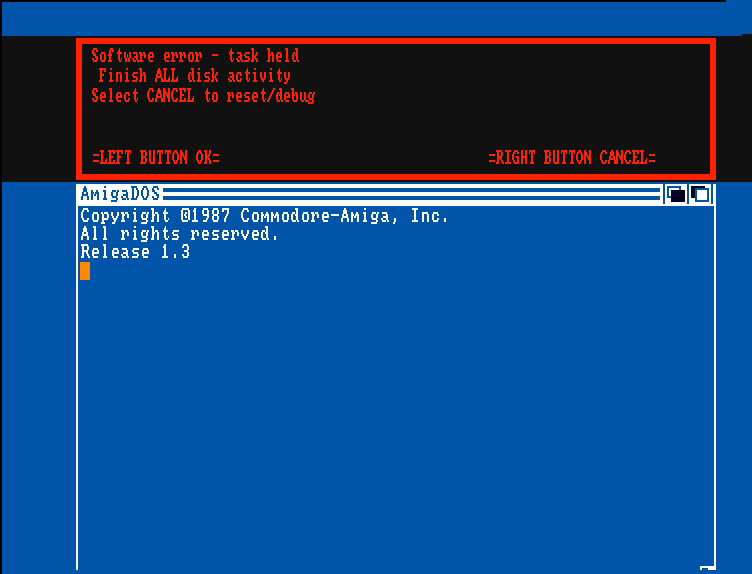 Software error - task held
Finish ALL disk activity
Select CANCEL to reset/debug
=LEFT BUTTON OK= =RIGHT BUTTON CANCEL=
AmigaDOS
Copyright ©1987 Commodore-Amiga, Inc.
All rights reserved.
Release 1.3